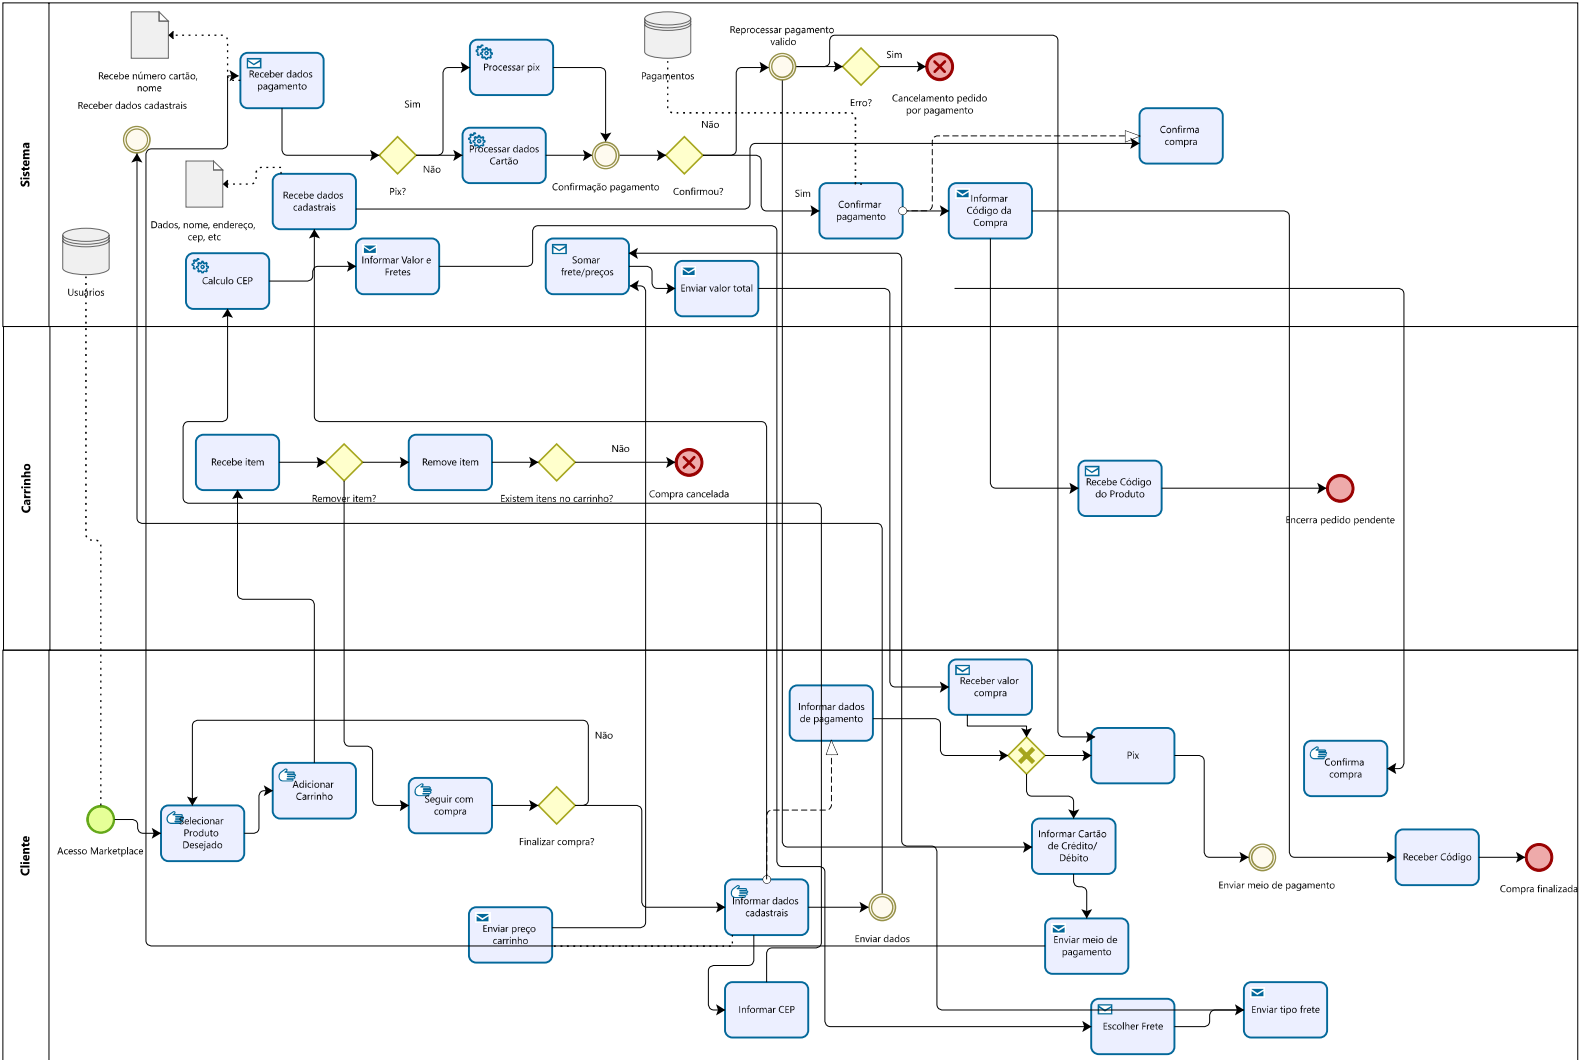 Sistema
Recebe número cartão,
nome
Receber dados cadastrais
Receber dados
pagamento
Processar pix
Pagamentos
Reprocessar pagamento
valido
Sim
Erro?
Cancelamento pedido
por pagamento
Sim
Não
Pix?
Processar dados
Cartão
Confirmação pagamento
Não
Confirmou?
Sim
Confirma
compra
Dados, nome, endereço,
cep, etc
Recebe dados
cadastrais
Confirmar
pagamento
Informar
Código da
Compra
Usuários
Calculo CEP
Informar Valor e
Fretes
Somar
frete/preços
Enviar valor total
Carrinho
Recebe item
Remover item?
Remove item
Existem itens no carrinho?
Não
Compra cancelada
Recebe Código
do Produto
Encerra pedido pendente
Cliente
Acesso Marketplace
Selecionar
Produto
Desejado
Adicionar
Carrinho
Seguir com
compra
Não
Finalizar compra?
Informar dados
de pagamento
Receber valor
compra
Pix
Confirma
compra
Informar Cartão
de Crédito/
Débito
Enviar meio de pagamento
Receber Código
Compra finalizada
Enviar preço
carrinho
Informar dados
cadastrais
Enviar dados
Enviar meio de
pagamento
Informar CEP
Escolher Frete
Enviar tipo frete